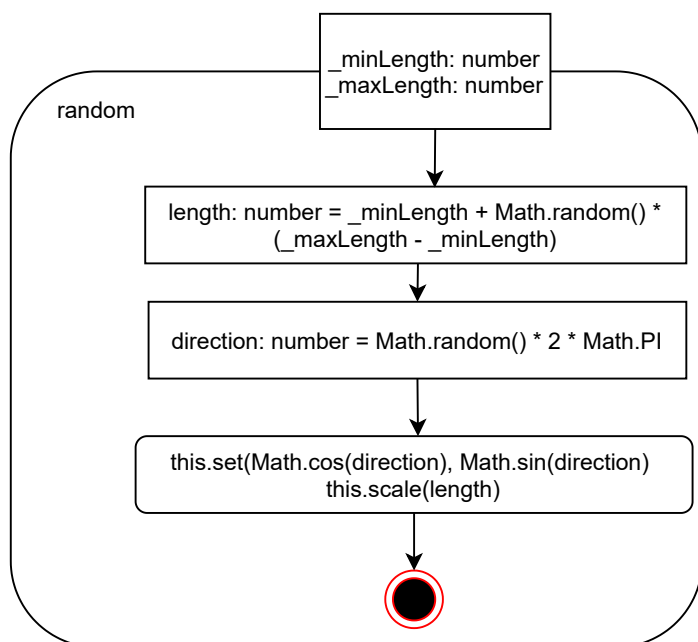 _minLength: number
_maxLength: number
random
length: number = _minLength + Math.random() *
(_maxLength - _minLength)
direction: number = Math.random() * 2 * Math.PI
this.set(Math.cos(direction), Math.sin(direction)
this.scale(length)